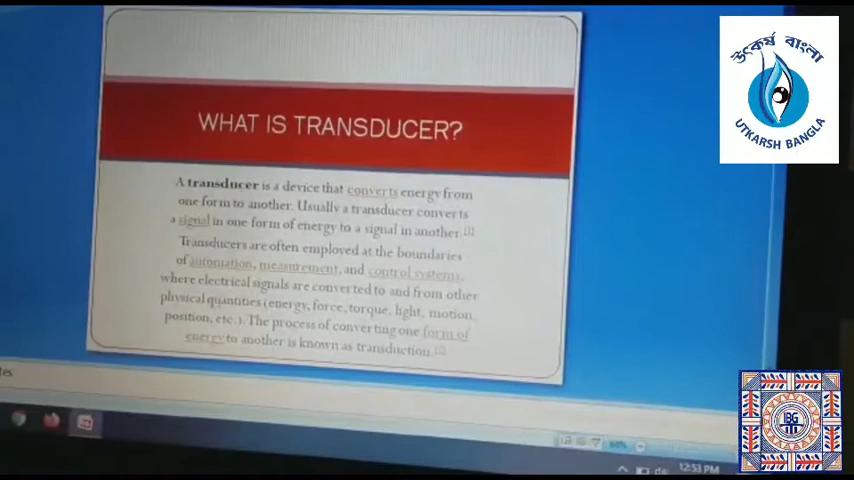 WHAT IS TRANSDUCER?
A transducer is a device that converts energy from
one form to another. Usually a transducer converts
a signal in one form of energy to a signal in another.[1]
Transducers are often employed at the boundaries
of automation, measurement, and control systems,
where electrical signals are converted to and from other
physical quantities (energy, force, torque, light, motion,
position, etc.). The process of converting one form of
energy to another is known as transduction.[2]
উৎকর্ষ বাংলা
UTKARSH BANGLA
12:53 PM